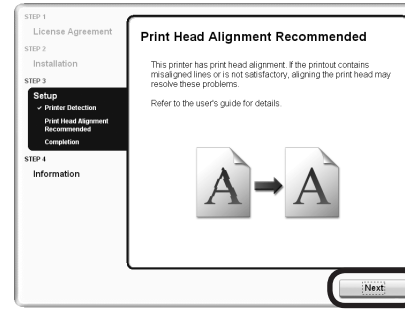 STEP 1
License Agreement
STEP 2
Installation
STEP 3
Setup
✓ Printer Detection
Print Head Alignment
Recommended
Completion
STEP 4
Information
Print Head Alignment Recommended
This printer has print head alignment. If the printout contains
misaligned lines or is not satisfactory, aligning the print head may
resolve these problems.
Refer to the user's guide for details.
A A
Next